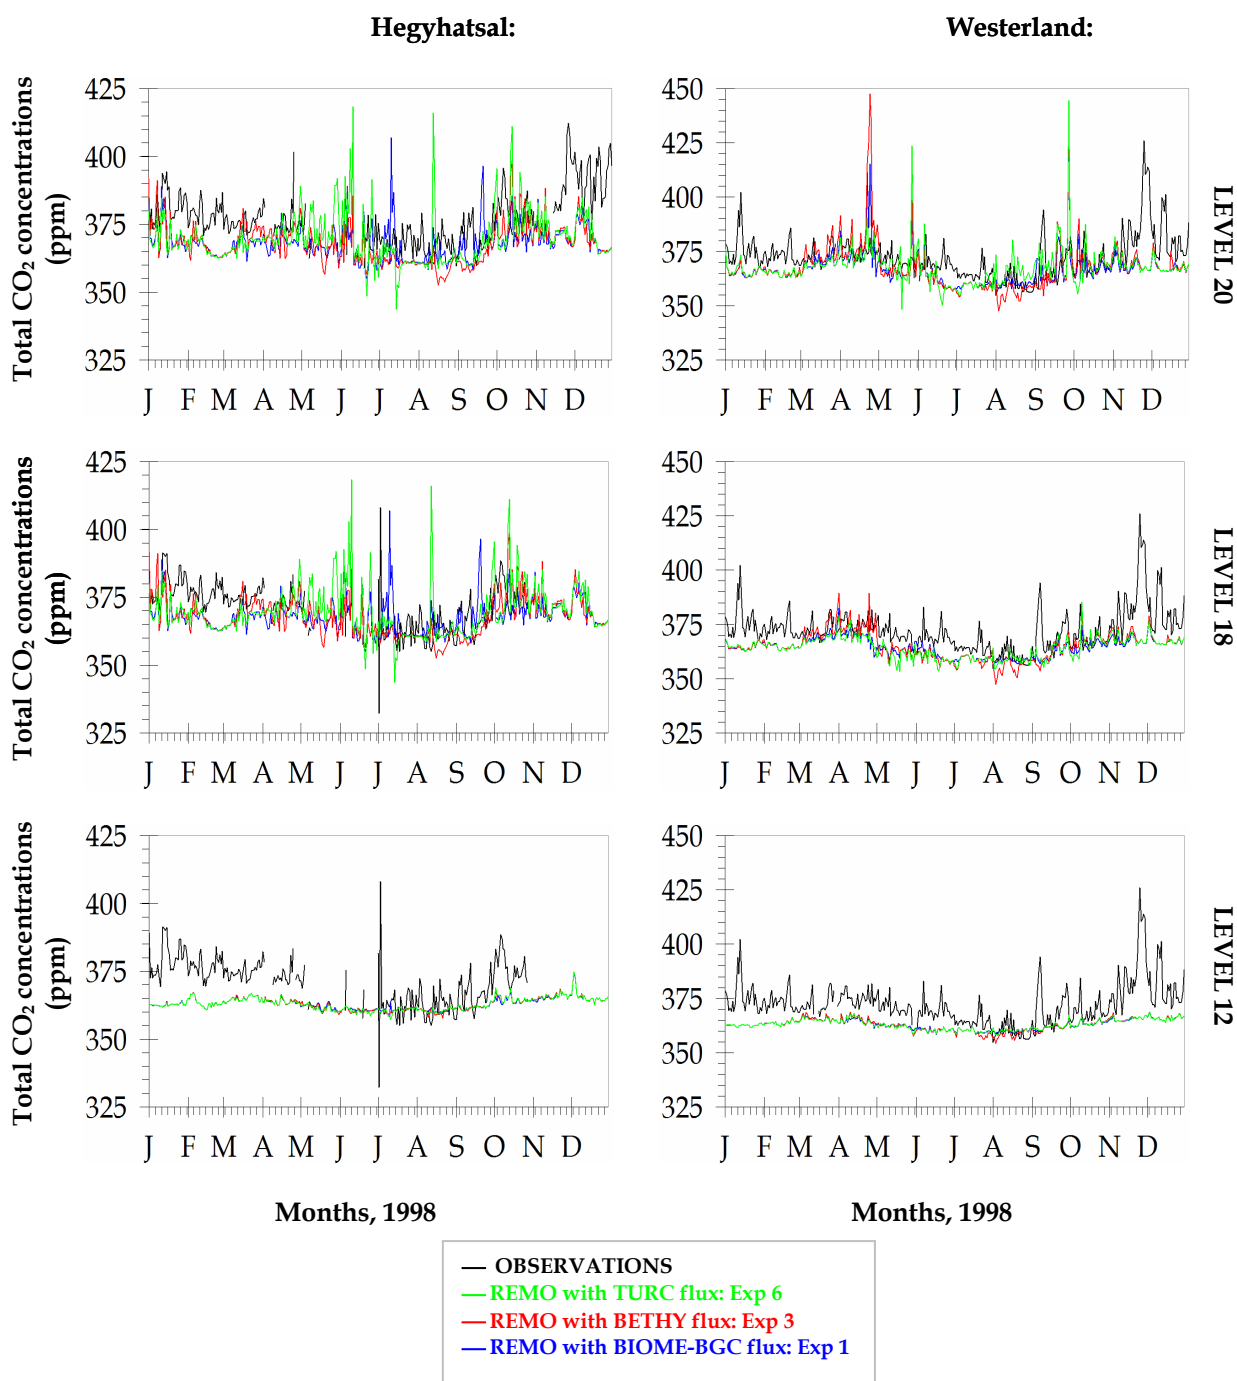 Hegyhatsal:
Westerland:
Total CO₂ concentrations
(ppm)
425
400
375
350
325
J F M A M J J A S O N D
450
425
400
375
350
325
J F M A M J J A S O N D
LEVEL 20
Total CO₂ concentrations
(ppm)
425
400
375
350
325
J F M A M J J A S O N D
450
425
400
375
350
325
J F M A M J J A S O N D
LEVEL 18
Total CO₂ concentrations
(ppm)
425
400
375
350
325
J F M A M J J A S O N D
450
425
400
375
350
325
J F M A M J J A S O N D
LEVEL 12
Months, 1998
Months, 1998
OBSERVATIONS
REMO with TURC flux: Exp 6
REMO with BETHY flux: Exp 3
REMO with BIOME-BGC flux: Exp 1